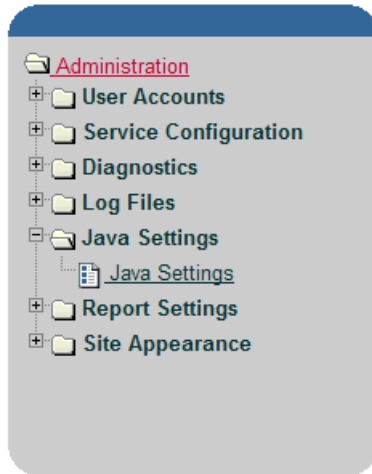 Administration
User Accounts
Service Configuration
Diagnostics
Log Files
Java Settings
Java Settings
Report Settings
Site Appearance